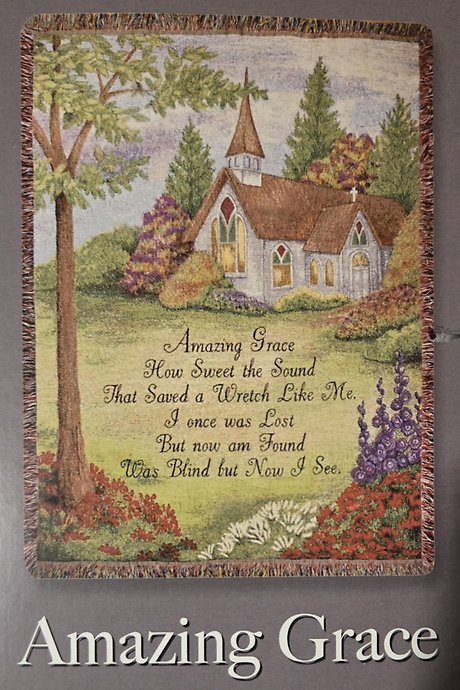 Amazing Grace
How Sweet the Sound
That Saved a Wretch Like Me.
I once was Lost
But now am Found
Was Blind but Now I See.
Amazing Grace